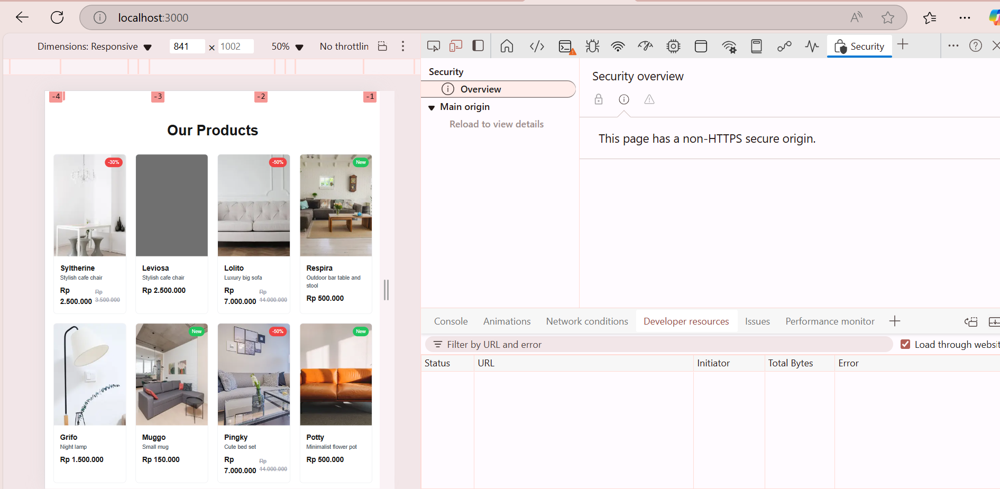 localhost:3000
Dimensions: Responsive 841 × 1002 50% No throttlin
Security
Security
Overview
Main origin
Reload to view details
Security overview
This page has a non-HTTPS secure origin.
-4 -3 -2 -1
Our Products
-30%
-50%
New
Syltherine
Stylish cafe chair
Rp
2.500.000
Rp
3.500.000
Leviosa
Stylish cafe chair
Rp 2.500.000
Lolito
Luxury big sofa
Rp
7.000.000
Rp
14.000.000
Respira
Outdoor bar table and
stool
Rp 500.000
New
-50%
New
Grifo
Night lamp
Rp 1.500.000
Muggo
Small mug
Rp 150.000
Pingky
Cute bed set
Rp
7.000.000
Rp
14.000.000
Potty
Minimalist flower pot
Rp 500.000
Console Animations Network conditions Developer resources Issues Performance monitor
Filter by URL and error
Load through websit
Status URL Initiator Total Bytes Error